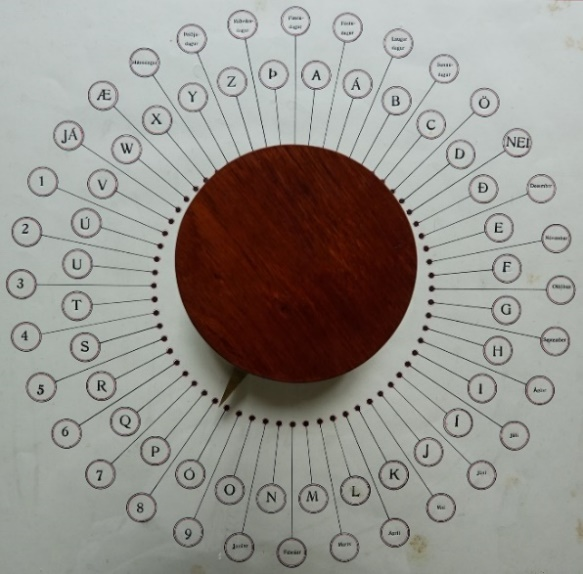 Mánudagur
Þriðju-
dagur
Miðviku-
dagur
Fimmtu-
dagur
Föstu-
dagur
Laugar-
dagur
Sunnu-
dagur
Ö
NEI
Desember
Nóvember
Október
September
Ágúst
Júlí
Júní
Maí
Apríl
Mars
Febrúar
Janúar
9
8
7
6
5
4
3
2
1
JÁ
Æ
A
Á
B
C
D
Ð
E
F
G
H
I
Í
J
K
L
M
N
O
Ó
P
Q
R
S
T
U
Ú
V
W
X
Y
Z
Þ